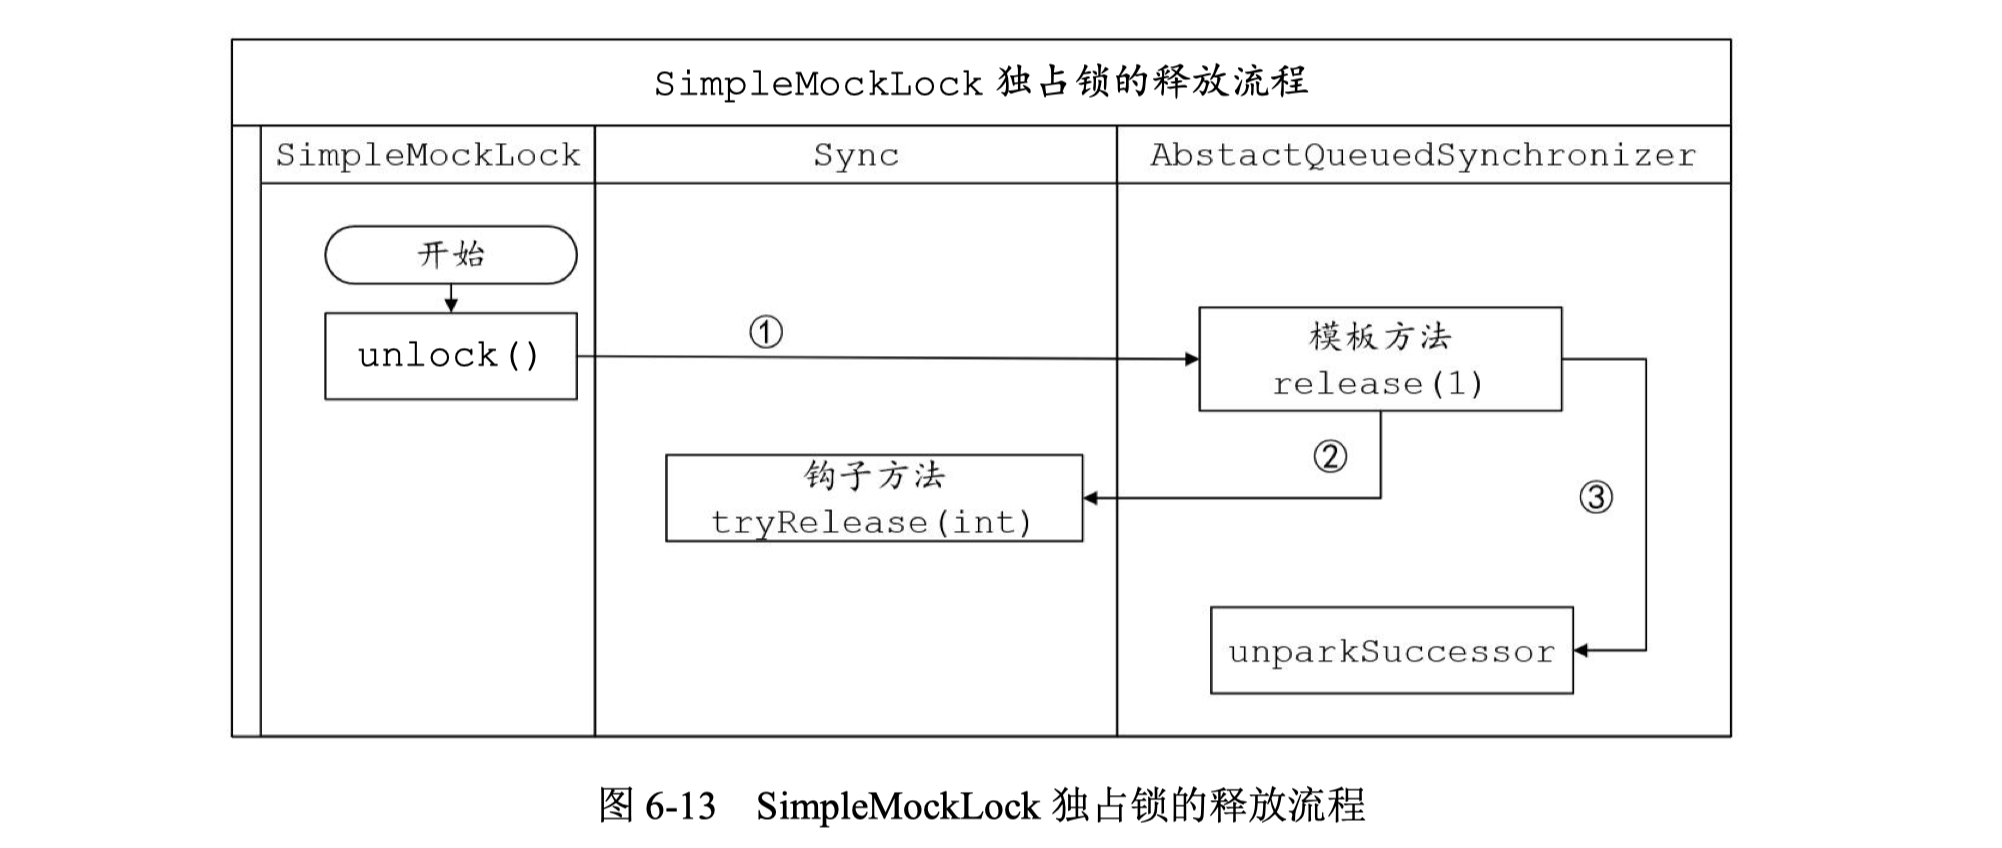 SimpleMockLock 独占锁的释放流程
SimpleMockLock
Sync
AbstactQueuedSynchronizer
开始
unlock()
①
模板方法
release(1)
②
钩子方法
tryRelease(int)
③
unparkSuccessor
图 6-13 SimpleMockLock 独占锁的释放流程